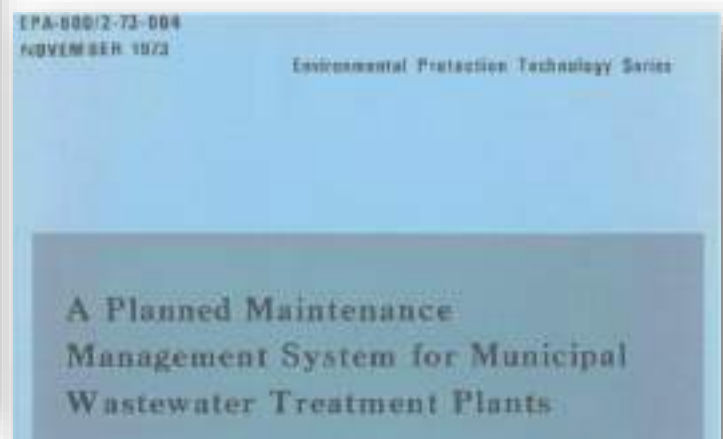 EPA-600/2-73-004
NOVEMBER 1973
Environmental Protection Technology Series
A Planned Maintenance
Management System for Municipal
Wastewater Treatment Plants